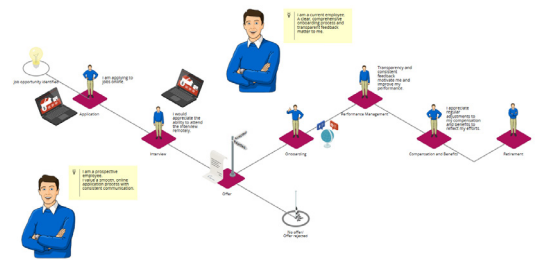 I am a current employee.
A clear, comprehensive
onboarding process and
transparent feedback
matter to me.
Job opportunity identified
I am applying to
jobs online
Application
I would
appreciate the
ability to attend
the interview
remotely.
Interview
Transparency and
consistent
feedback
motivate me and
improve my
performance.
Performance Management
Onboarding
I appreciate
regular
adjustments to
my compensation
and benefits to
reflect my efforts.
Compensation and Benefits
Retirement
I am a prospective
employee.
I value a smooth, online
application process with
consistent communication.
Offer
No offer/
Offer rejected